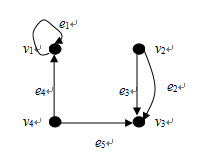 e₁
v₁ v₂
e₄ e₃ e₂
v₄ v₃
e₅